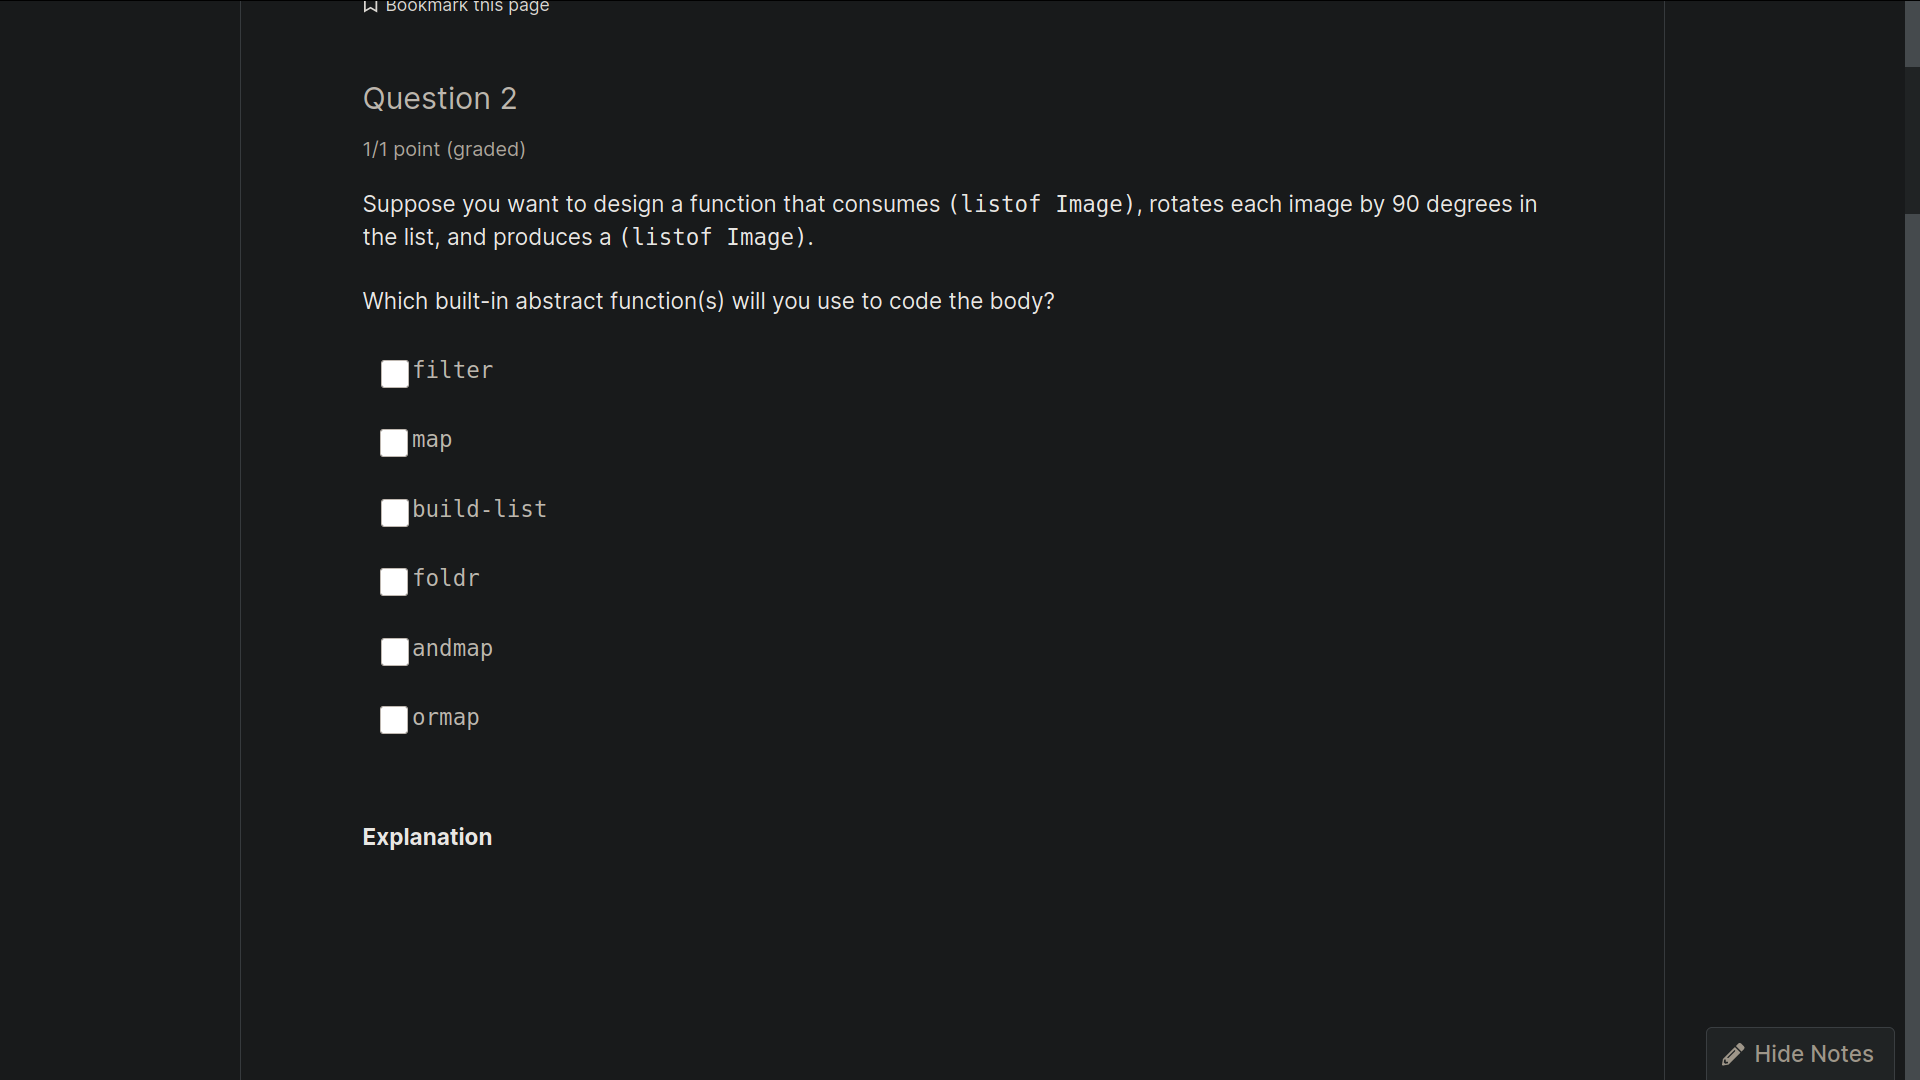 Bookmark this page
Question 2
1/1 point (graded)
Suppose you want to design a function that consumes (listof Image), rotates each image by 90 degrees in
the list, and produces a (listof Image).
Which built-in abstract function(s) will you use to code the body?
filter
map
build-list
foldr
andmap
ormap
Explanation
Hide Notes